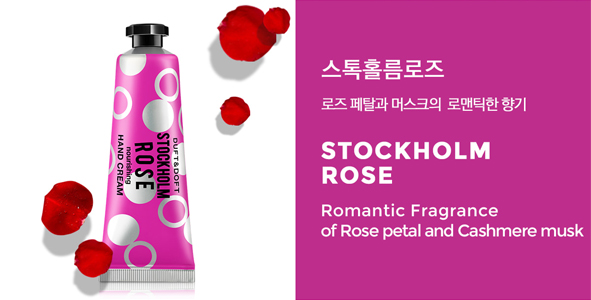 DUFT&DOFT
STOCKHOLM
ROSE
nourishing
HAND CREAM
스톡홀름로즈
로즈 페탈과 머스크의 로맨틱한 향기
STOCKHOLM
ROSE
Romantic Fragrance
of Rose petal and Cashmere musk